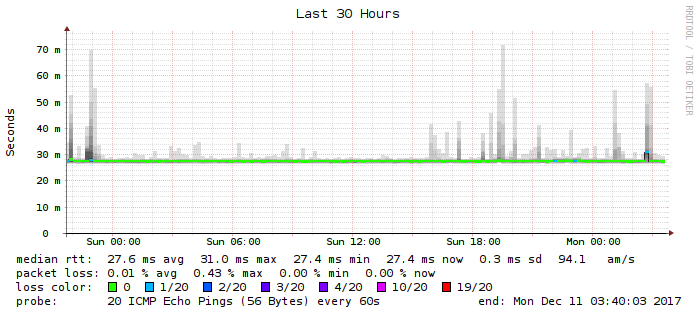 Last 30 Hours
RRDTOOL / TOBI OETIKER
Seconds
70 m
60 m
50 m
40 m
30 m
20 m
10 m
0
Sun 00:00 Sun 06:00 Sun 12:00 Sun 18:00 Mon 00:00
median rtt: 27.6 ms avg 31.0 ms max 27.4 ms min 27.4 ms now 0.3 ms sd 94.1 am/s
packet loss: 0.01 % avg 0.43 % max 0.00 % min 0.00 % now
loss color: 0 1/20 2/20 3/20 4/20 10/20 19/20
probe: 20 ICMP Echo Pings (56 Bytes) every 60s end: Mon Dec 11 03:40:03 2017